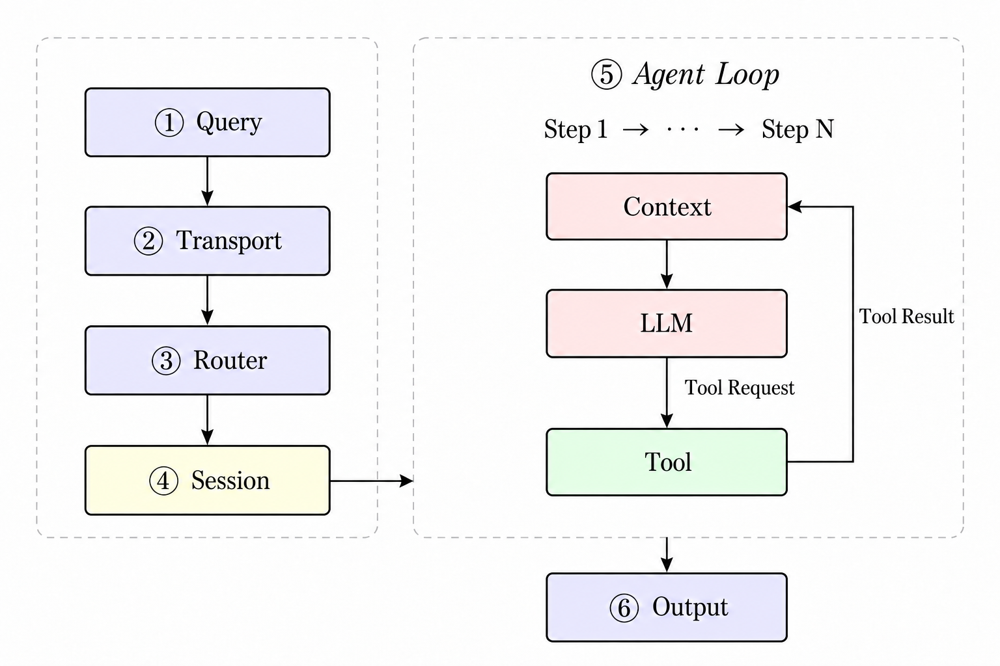 ① Query
② Transport
③ Router
④ Session
⑤ Agent Loop
Step 1 → · · · → Step N
Context
LLM
Tool Result
Tool Request
Tool
⑥ Output